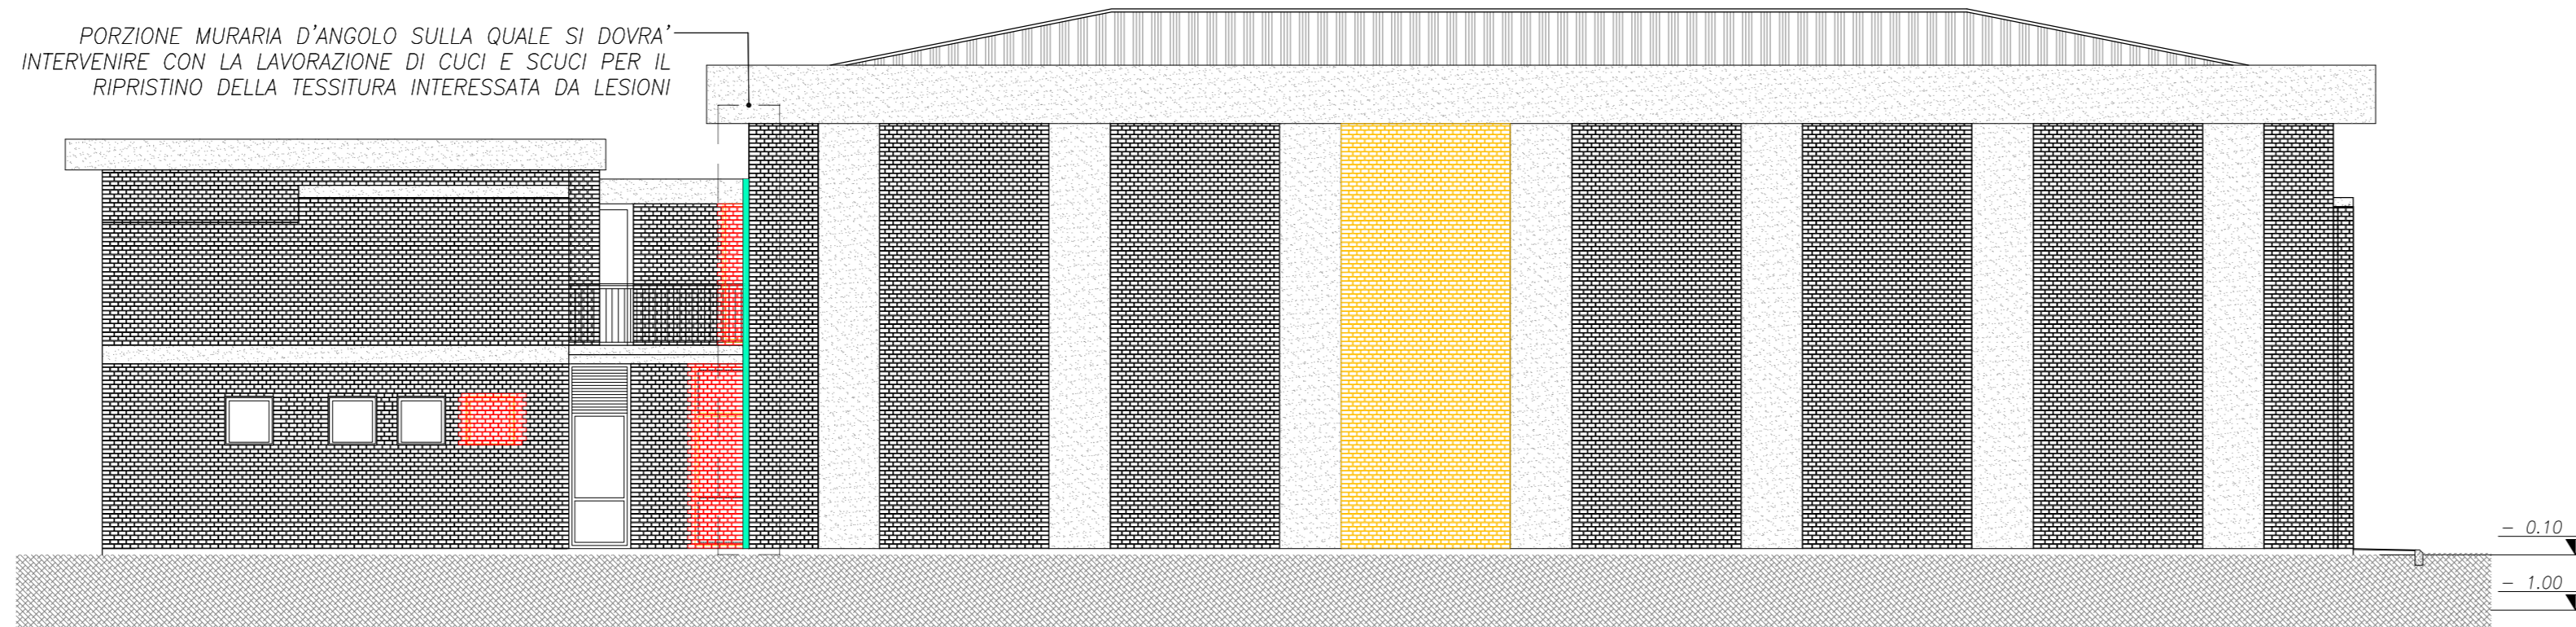 PORZIONE MURARIA D'ANGOLO SULLA QUALE SI DOVRA'
INTERVENIRE CON LA LAVORAZIONE DI CUCI E SCUCI PER IL
RIPRISTINO DELLA TESSITURA INTERESSATA DA LESIONI
- 0.10
- 1.00